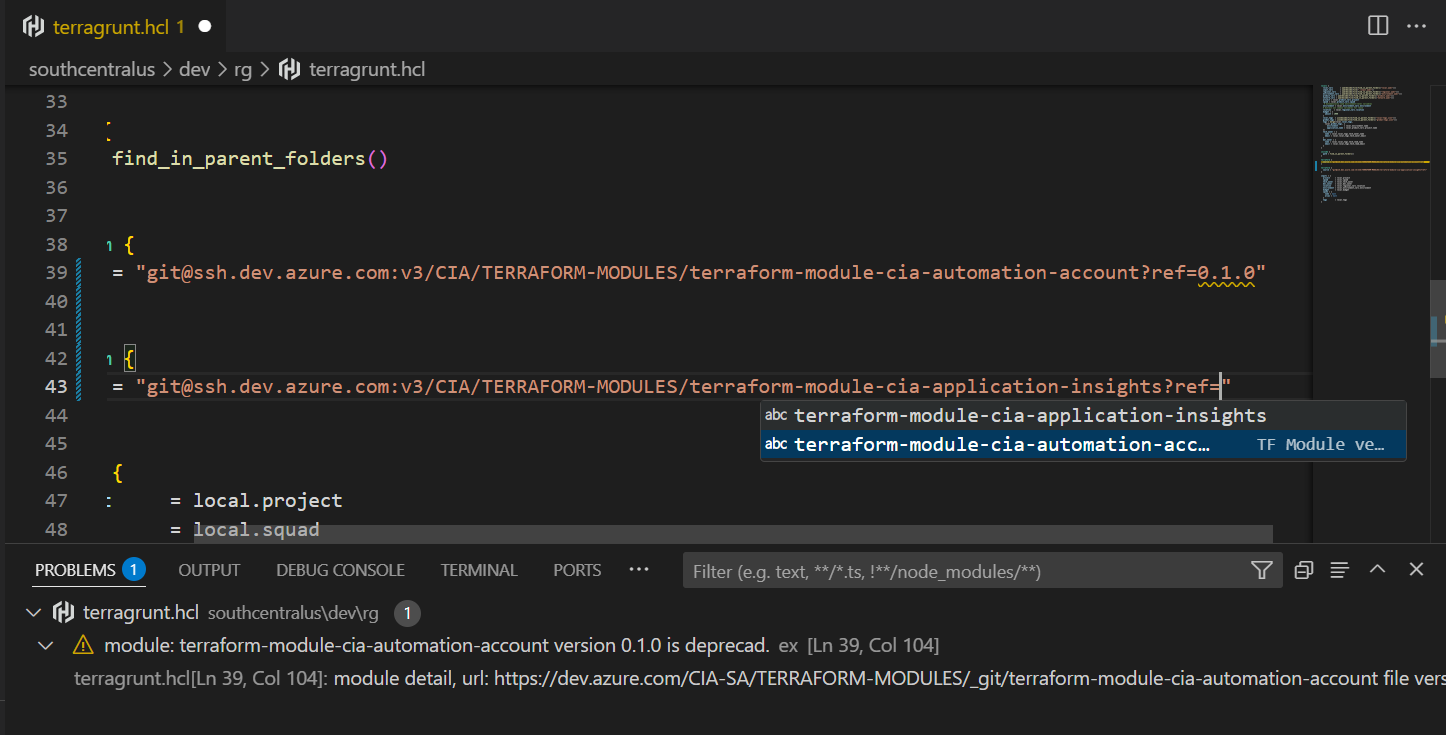 terragrunt.hcl 1
southcentralus > dev > rg > terragrunt.hcl
33
34 {
35 find_in_parent_folders()
36
37
38 {
39 = "git@ssh.dev.azure.com:v3/CIA/TERRAFORM-MODULES/terraform-module-cia-automation-account?ref=0.1.0"
40
41
42 {
43 = "git@ssh.dev.azure.com:v3/CIA/TERRAFORM-MODULES/terraform-module-cia-application-insights?ref="
44
abc terraform-module-cia-application-insights
45
abc terraform-module-cia-automation-acc… TF Module ve…
46 {
47 = local.project
48 = local.squad
PROBLEMS 1 OUTPUT DEBUG CONSOLE TERMINAL PORTS ··· Filter (e.g. text, **/*.ts, !**/node_modules/**)
terragrunt.hcl southcentralus\dev\rg 1
module: terraform-module-cia-automation-account version 0.1.0 is deprecad. ex [Ln 39, Col 104]
terragrunt.hcl[Ln 39, Col 104]: module detail, url: https://dev.azure.com/CIA-SA/TERRAFORM-MODULES/_git/terraform-module-cia-automation-account file vers